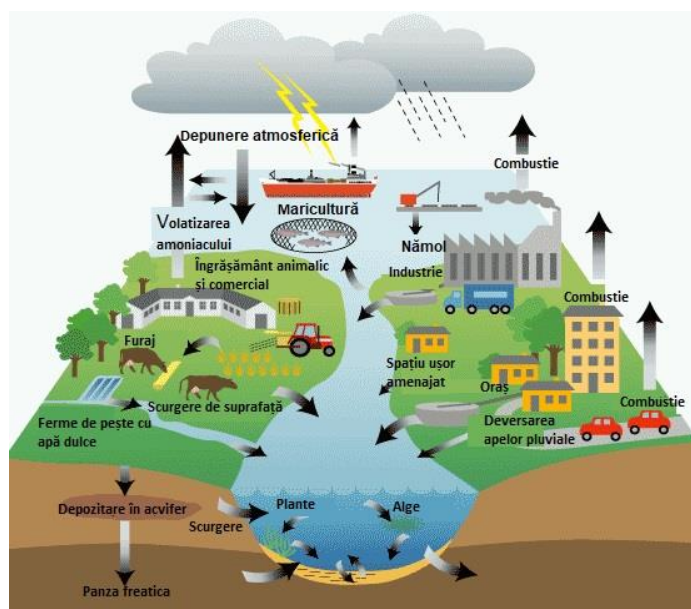 Depunere atmosferică
Combustie
Maricultură
Volatizarea
amoniacului
Nămol
Îngrășământ animalic
și comercial
Industrie
Combustie
Furaj
Spațiu ușor
amenajat
Oraș
Combustie
Scurgere de suprafață
Ferme de pește cu
apă dulce
Deversarea
apelor pluviale
Depozitare în acvifer
Plante
Alge
Scurgere
Panza freatica